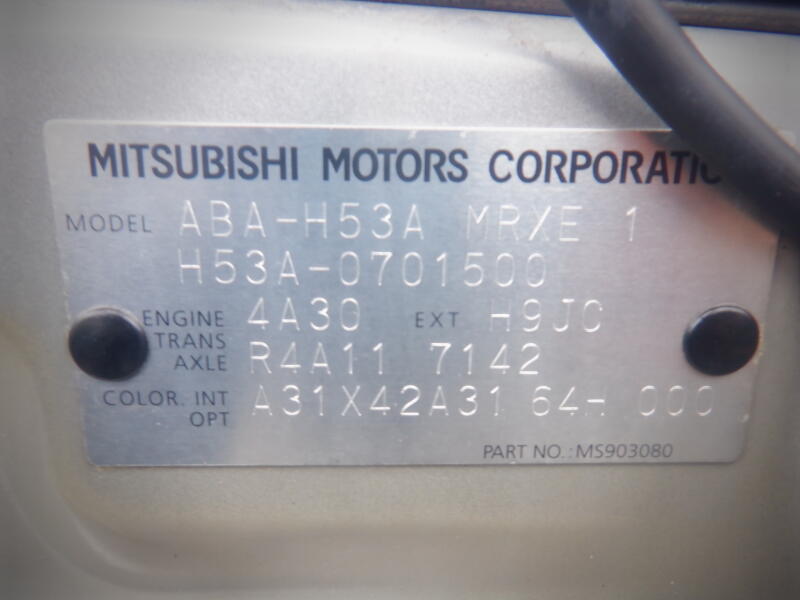 MITSUBISHI MOTORS CORPORATIO
MODEL ABA-H53A MRXE 1
H53A-0701500
ENGINE 4A30 EXT H9JC
TRANS
AXLE R4A11 7142
COLOR. INT
OPT A31X42A31 64H 000
PART NO.:MS903080